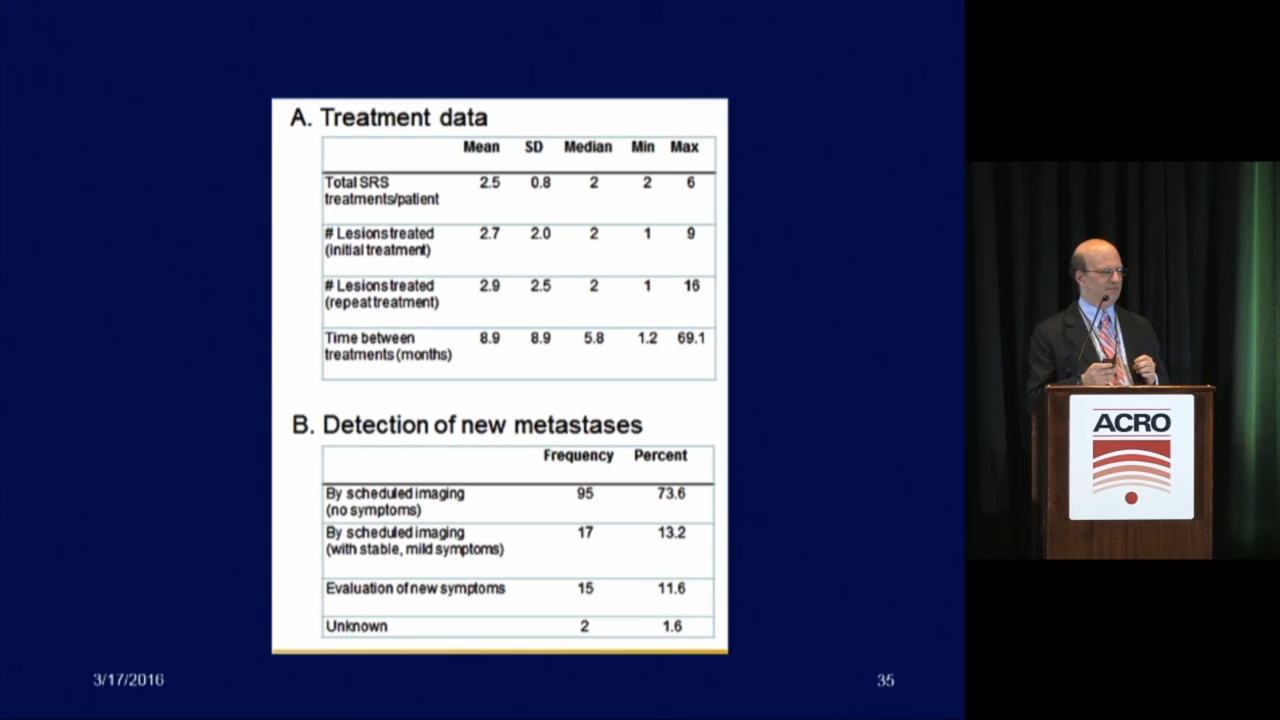 A. Treatment data
Mean SD Median Min Max
Total SRS
treatments/patient 2.5 0.8 2 2 6
# Lesions treated
(initial treatment) 2.7 2.0 2 1 9
# Lesions treated
(repeat treatment) 2.9 2.5 2 1 16
Time between
treatments (months) 8.9 8.9 5.8 1.2 69.1
B. Detection of new metastases
Frequency Percent
By scheduled imaging
(no symptoms) 95 73.6
By scheduled imaging
(with stable, mild symptoms) 17 13.2
Evaluation of new symptoms 15 11.6
Unknown 2 1.6
3/17/2016
35
ACRO